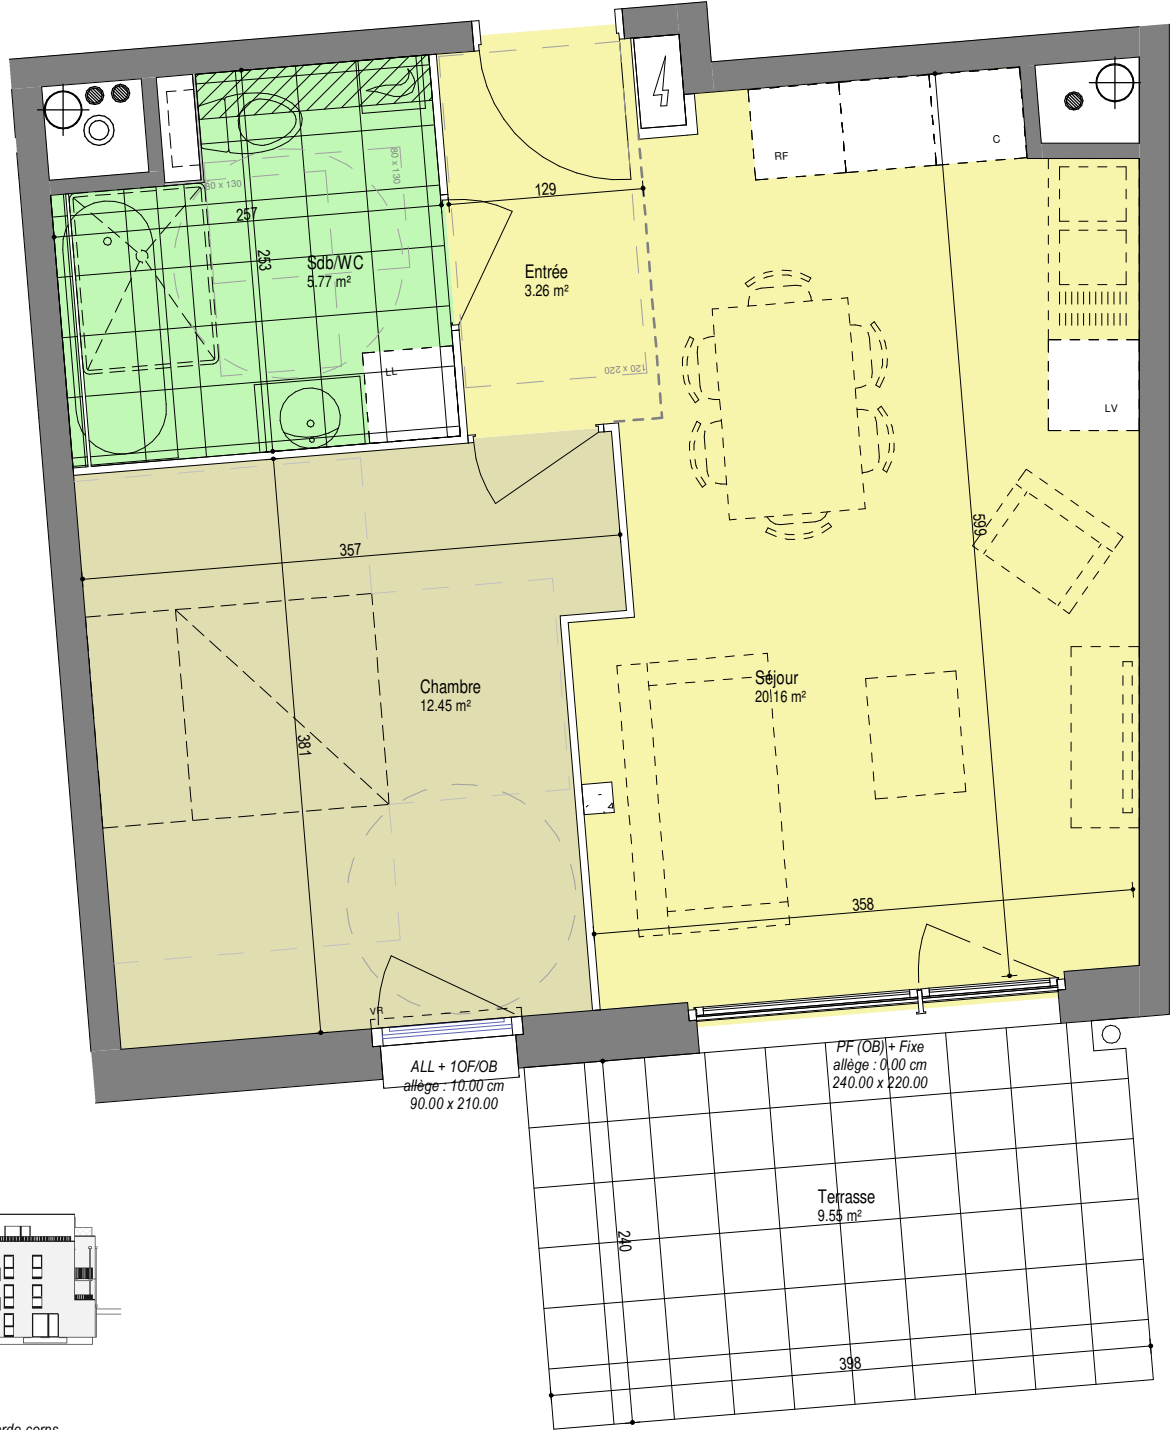 RF
C
80 x 130
60 x 130
129
257
253
Sdb/WC
5.77 m²
Entrée
3.26 m²
120 x 220
LL
LV
599
357
Chambre
12.45 m²
381
Séjour
20.16 m²
358
VR
ALL + 1OF/OB
allège : 10.00 cm
90.00 x 210.00
PF (OB) + Fixe
allège : 0.00 cm
240.00 x 220.00
Terrasse
9.55 m²
240
398